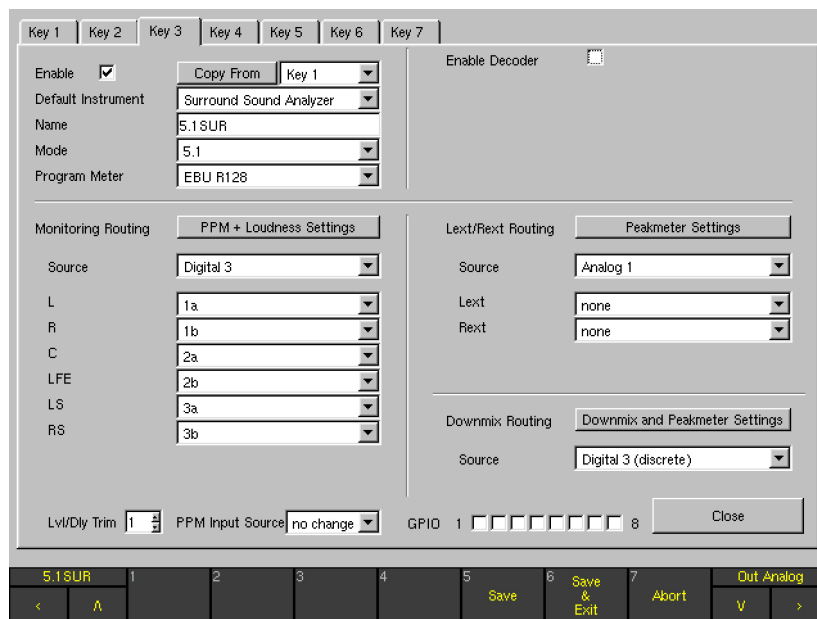 Key 1 Key 2 Key 3 Key 4 Key 5 Key 6 Key 7
Enable Copy From Key 1
Default Instrument Surround Sound Analyzer
Name 5.1SUR
Mode 5.1
Program Meter EBU R128
Enable Decoder
Monitoring Routing PPM + Loudness Settings
Source Digital 3
L 1a
R 1b
C 2a
LFE 2b
LS 3a
RS 3b
Lext/Rext Routing Peakmeter Settings
Source Analog 1
Lext none
Rext none
Downmix Routing Downmix and Peakmeter Settings
Source Digital 3 (discrete)
Lvl/Dly Trim 1 PPM Input Source no change GPIO 1 8 Close
5.1SUR 1 2 3 4 5 Save 6 Save & Exit 7 Abort Out Analog
< Λ V >